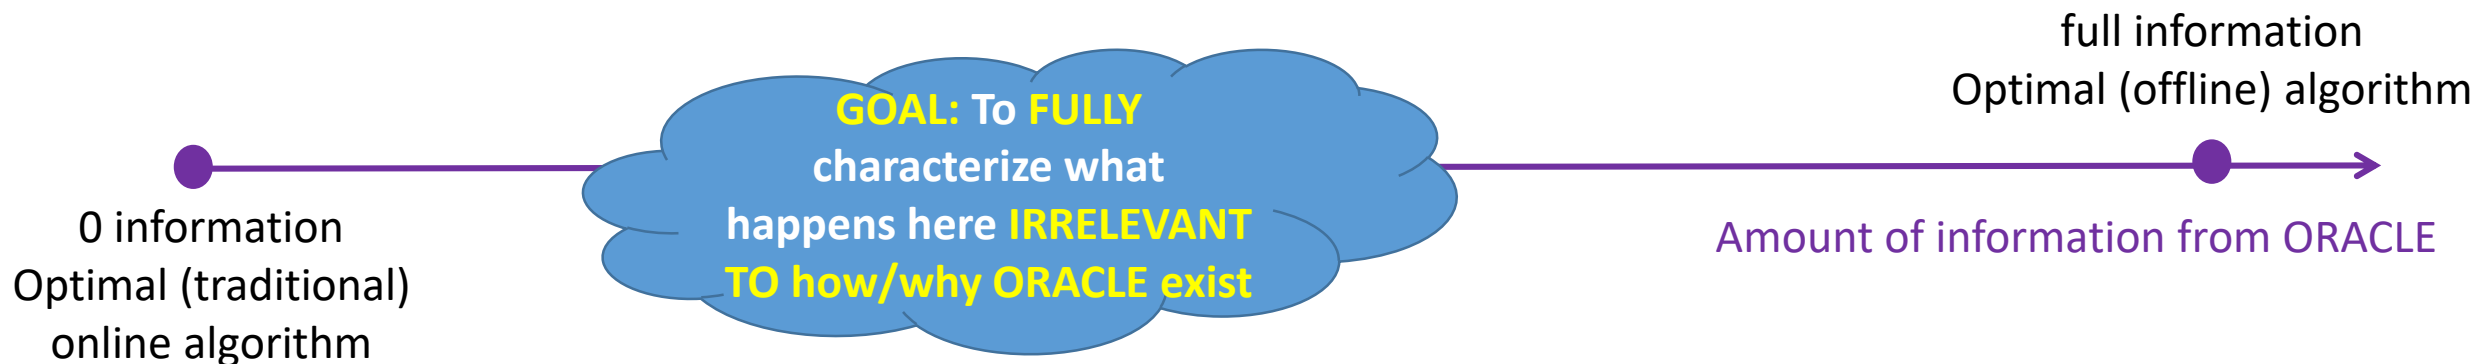 full information
Optimal (offline) algorithm
GOAL: To FULLY
characterize what
happens here IRRELEVANT
TO how/why ORACLE exist
0 information
Optimal (traditional)
online algorithm
Amount of information from ORACLE